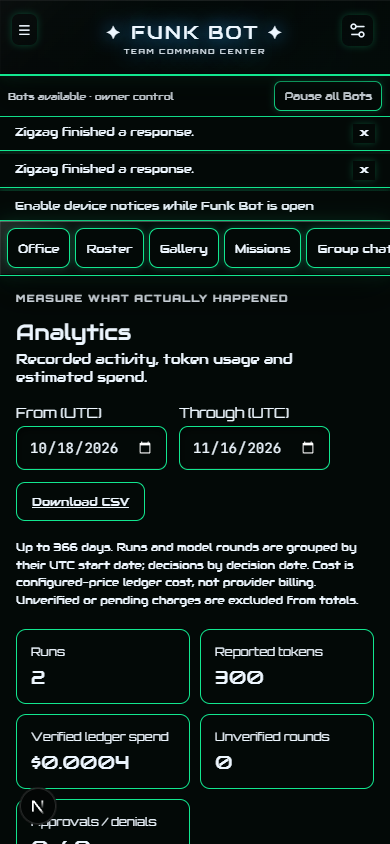 ✦ FUNK BOT ✦
TEAM COMMAND CENTER
Bots available · owner control
Pause all Bots
Zigzag finished a response.
x
Zigzag finished a response.
x
Enable device notices while Funk Bot is open
Office
Roster
Gallery
Missions
Group chat
MEASURE WHAT ACTUALLY HAPPENED
Analytics
Recorded activity, token usage and
estimated spend.
From (UTC)
Through (UTC)
10/18/2026
11/16/2026
Download CSV
Up to 366 days. Runs and model rounds are grouped by
their UTC start date; decisions by decision date. Cost is
configured-price ledger cost, not provider billing.
Unverified or pending charges are excluded from totals.
Runs
2
Reported tokens
300
Verified ledger spend
$0.0004
Unverified rounds
0
N
Approvals / denials